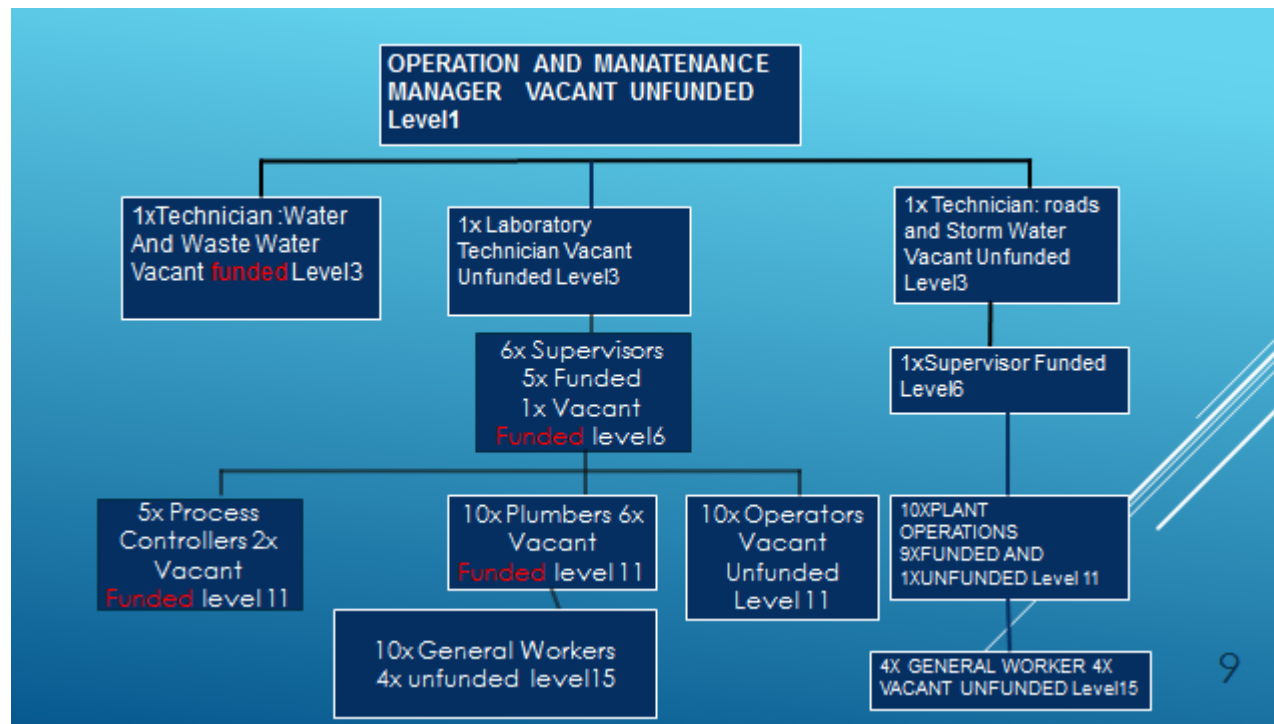 OPERATION AND MANATENANCE
MANAGER VACANT UNFUNDED
Level1
1xTechnician :Water
And Waste Water
Vacant funded Level3
1x Laboratory
Technician Vacant
Unfunded Level3
1x Technician: roads
and Storm Water
Vacant Unfunded
Level3
6x Supervisors
5x Funded
1x Vacant
Funded level6
1xSupervisor Funded
Level6
5x Process
Controllers 2x
Vacant
Funded level 11
10x Plumbers 6x
Vacant
Funded level 11
10x Operators
Vacant
Unfunded
Level 11
10XPLANT
OPERATIONS
9XFUNDED AND
1XUNFUNDED Level 11
10x General Workers
4x unfunded level15
4X GENERAL WORKER 4X
VACANT UNFUNDED Level15
9